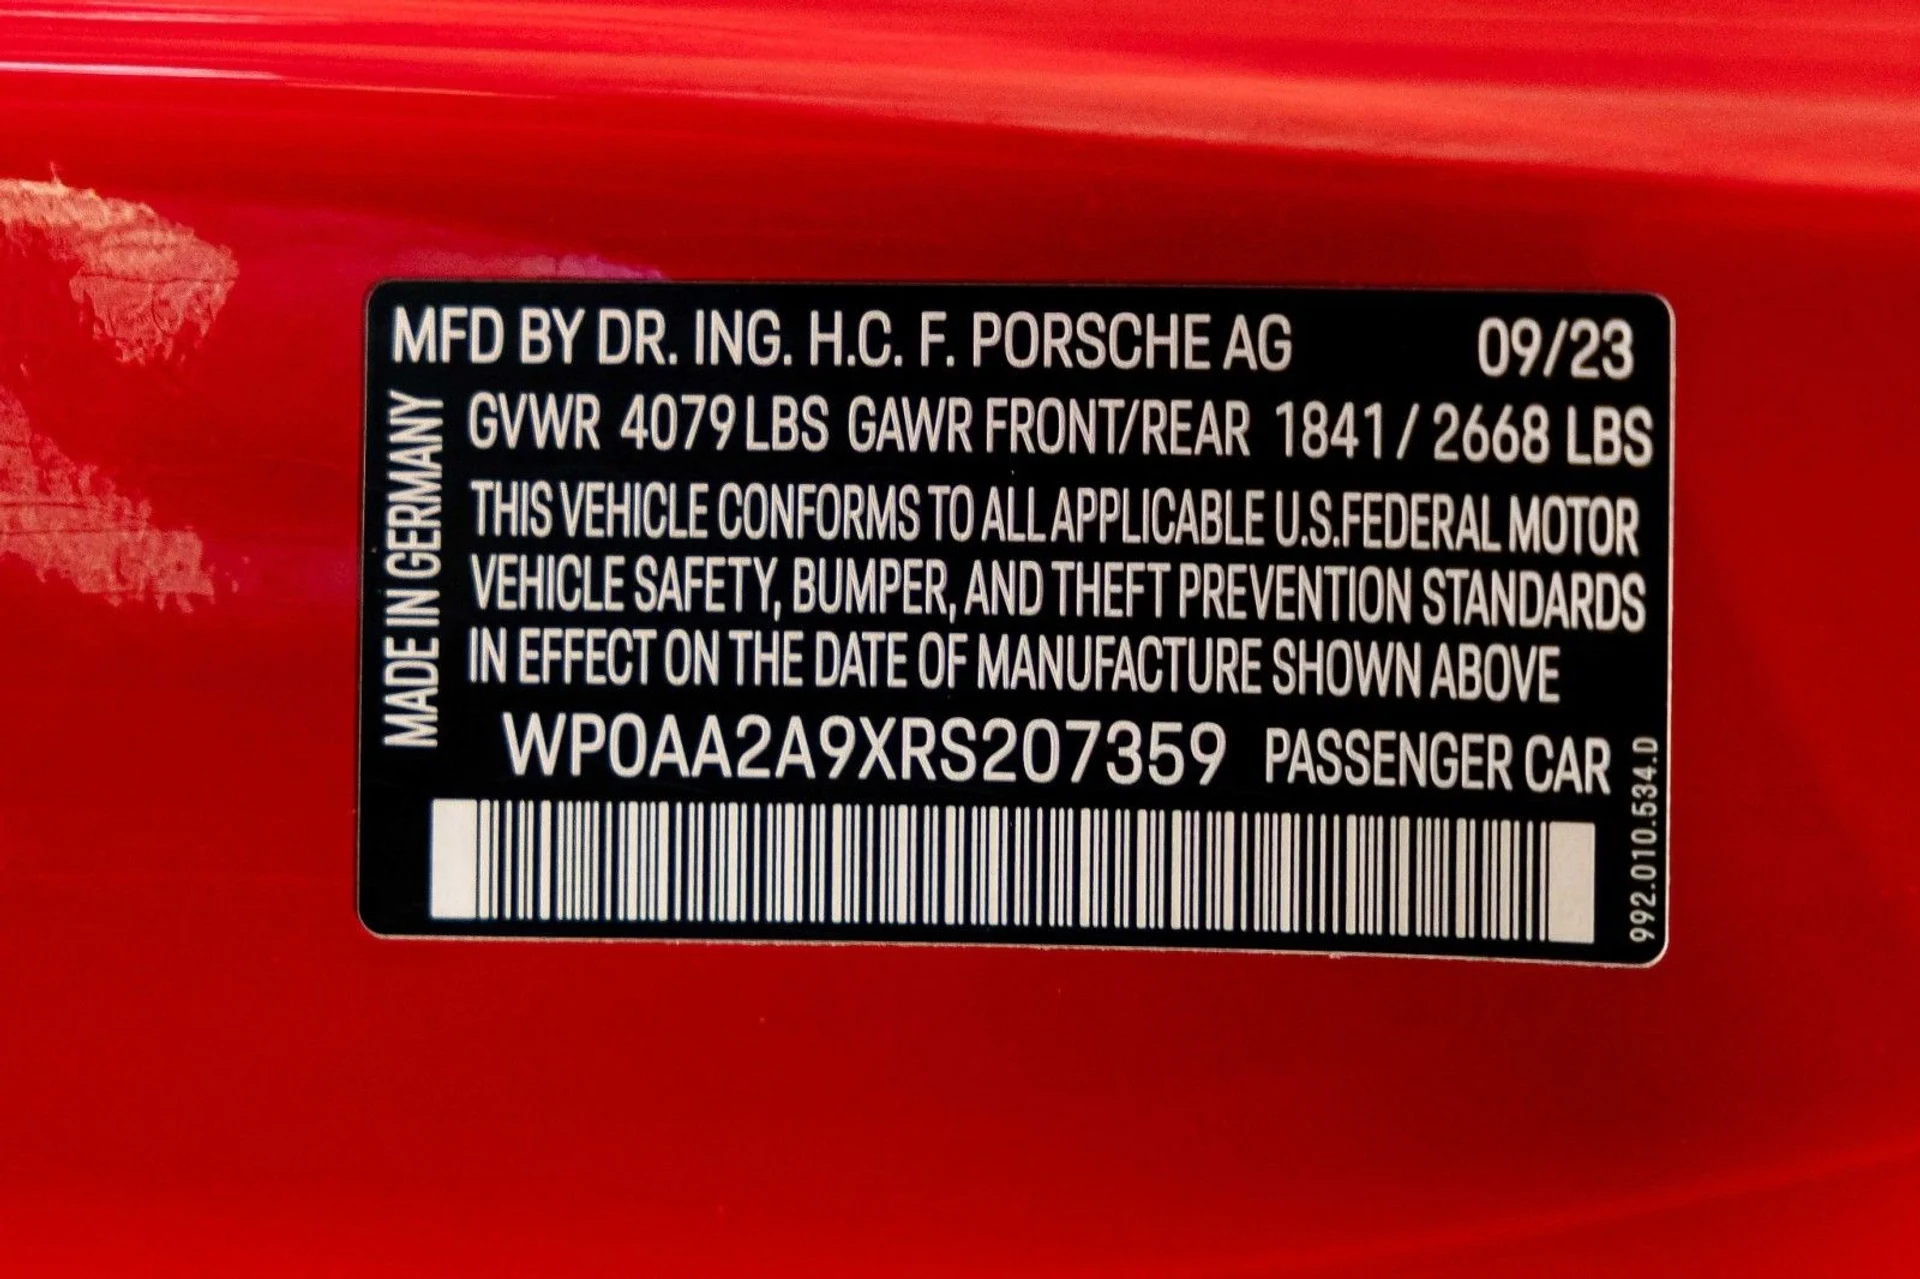 MFD BY DR. ING. H.C. F. PORSCHE AG 09/23
GVWR 4079 LBS GAWR FRONT/REAR 1841 / 2668 LBS
THIS VEHICLE CONFORMS TO ALL APPLICABLE U.S.FEDERAL MOTOR
VEHICLE SAFETY, BUMPER, AND THEFT PREVENTION STANDARDS
IN EFFECT ON THE DATE OF MANUFACTURE SHOWN ABOVE
WP0AA2A9XRS207359 PASSENGER CAR
MADE IN GERMANY
992.010.534.D